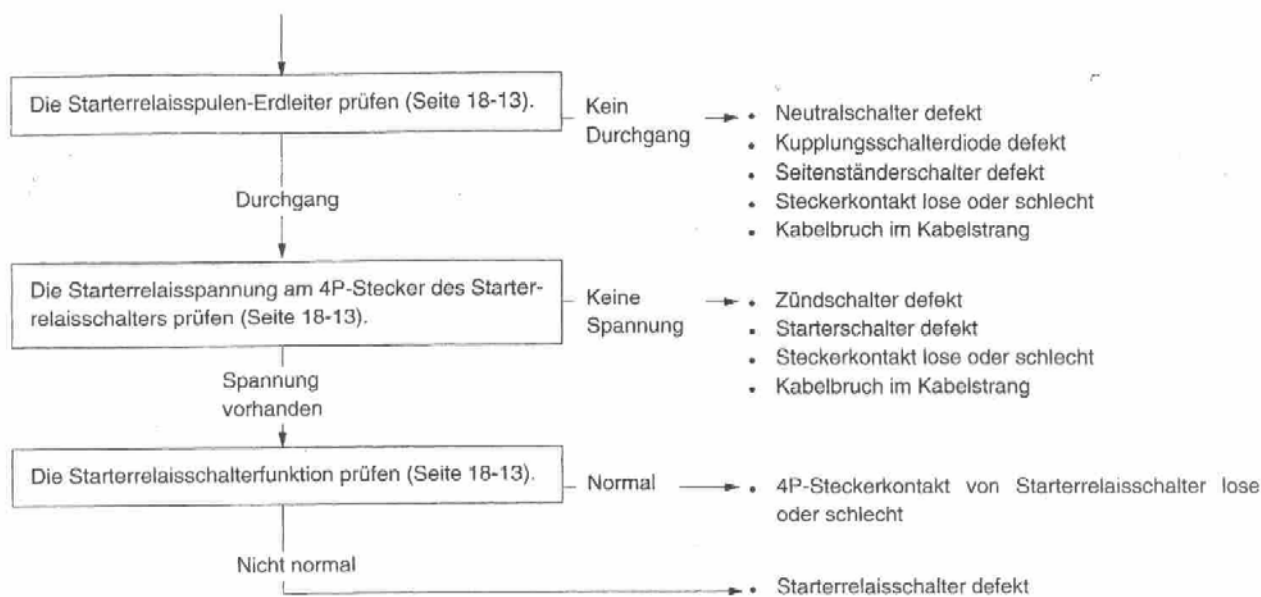 Die Starterrelaisspulen-Erdleiter prüfen (Seite 18-13).
Kein
Durchgang
• Neutralschalter defekt
• Kupplungsschalterdiode defekt
• Seitenständerschalter defekt
• Steckerkontakt lose oder schlecht
• Kabelbruch im Kabelstrang
Durchgang
Die Starterrelaisspannung am 4P-Stecker des Starter-
relaisschalters prüfen (Seite 18-13).
Keine
Spannung
• Zündschalter defekt
• Starterschalter defekt
• Steckerkontakt lose oder schlecht
• Kabelbruch im Kabelstrang
Spannung
vorhanden
Die Starterrelaisschalterfunktion prüfen (Seite 18-13).
Normal
• 4P-Steckerkontakt von Starterrelaisschalter lose
oder schlecht
Nicht normal
• Starterrelaisschalter defekt